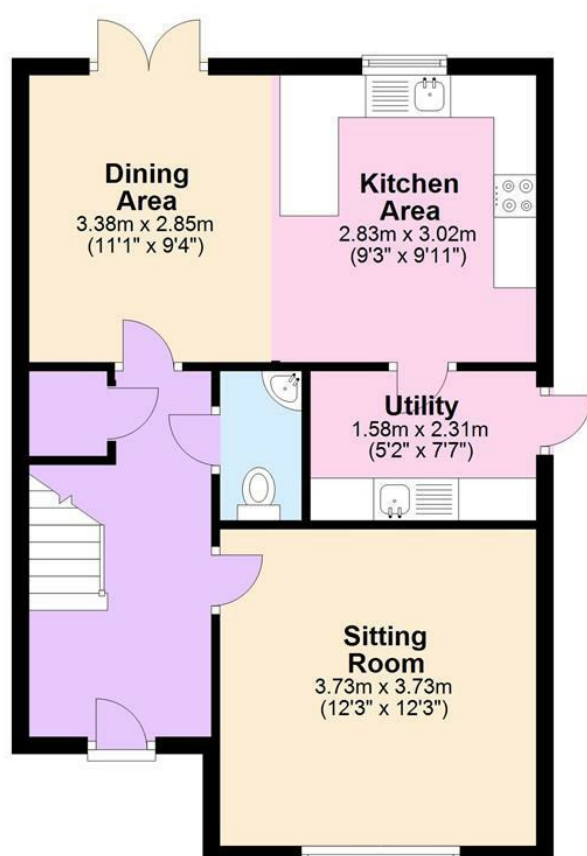 Dining
Area
3.38m x 2.85m
(11'1" x 9'4")
Kitchen
Area
2.83m x 3.02m
(9'3" x 9'11")
Utility
1.58m x 2.31m
(5'2" x 7'7")
Sitting
Room
3.73m x 3.73m
(12'3" x 12'3")